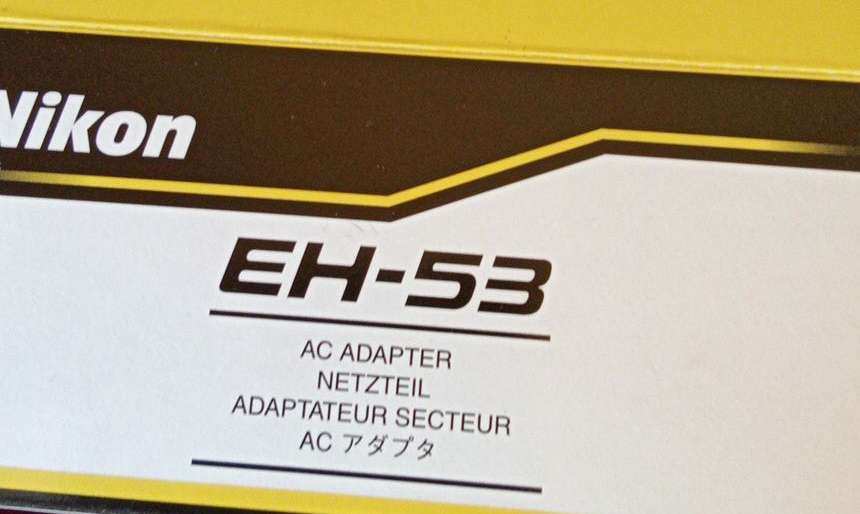 Nikon
EH-53
AC ADAPTER
NETZTEIL
ADAPTATEUR SECTEUR
AC アダプタ